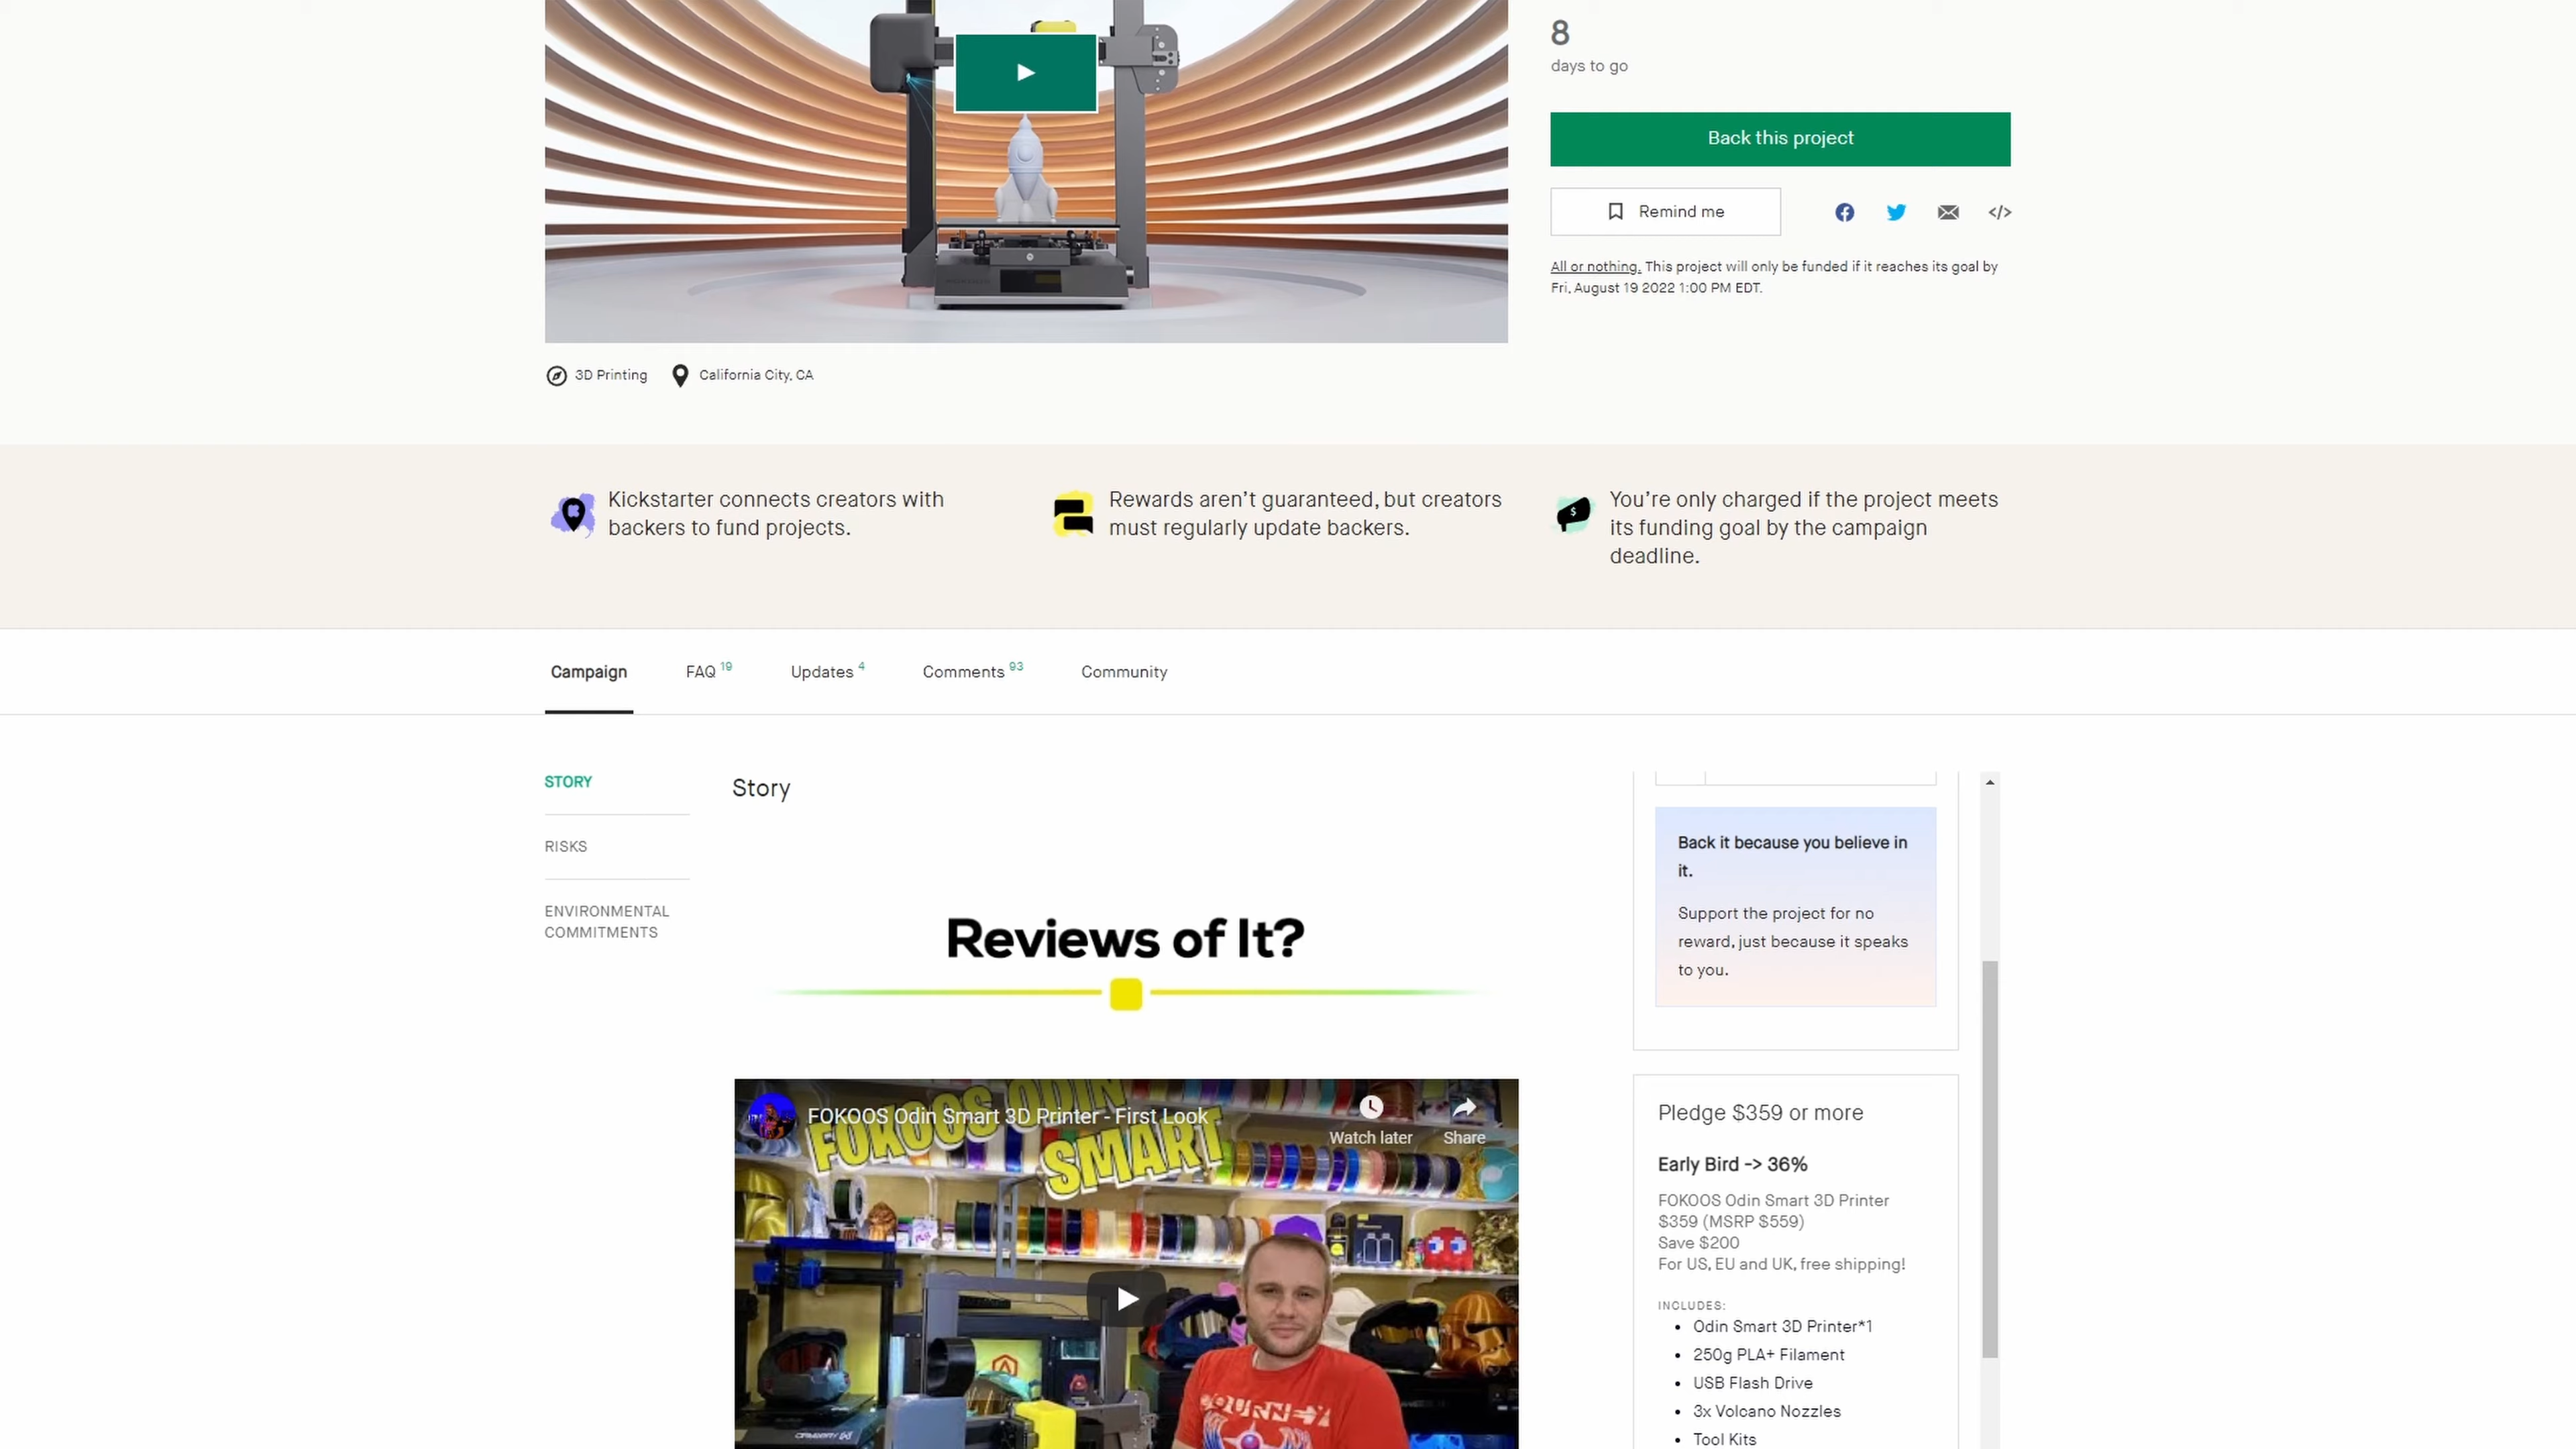 8
days to go
Back this project
Remind me
All or nothing. This project will only be funded if it reaches its goal by
Fri, August 19 2022 1:00 PM EDT.
3D Printing
California City, CA
Kickstarter connects creators with
backers to fund projects.
Rewards aren't guaranteed, but creators
must regularly update backers.
You're only charged if the project meets
its funding goal by the campaign
deadline.
Campaign
FAQ 19
Updates 4
Comments 93
Community
STORY
RISKS
ENVIRONMENTAL
COMMITMENTS
Story
Reviews of It?
FOKOOS Odin Smart 3D Printer - First Look
Watch later
Share
FOKOOS ODIN
SMART
JOURNEY
Back it because you believe in
it.
Support the project for no
reward, just because it speaks
to you.
Pledge $359 or more
Early Bird -> 36%
FOKOOS Odin Smart 3D Printer
$359 (MSRP $559)
Save $200
For US, EU and UK, free shipping!
INCLUDES:
• Odin Smart 3D Printer*1
• 250g PLA+ Filament
• USB Flash Drive
• 3x Volcano Nozzles
• Tool Kits